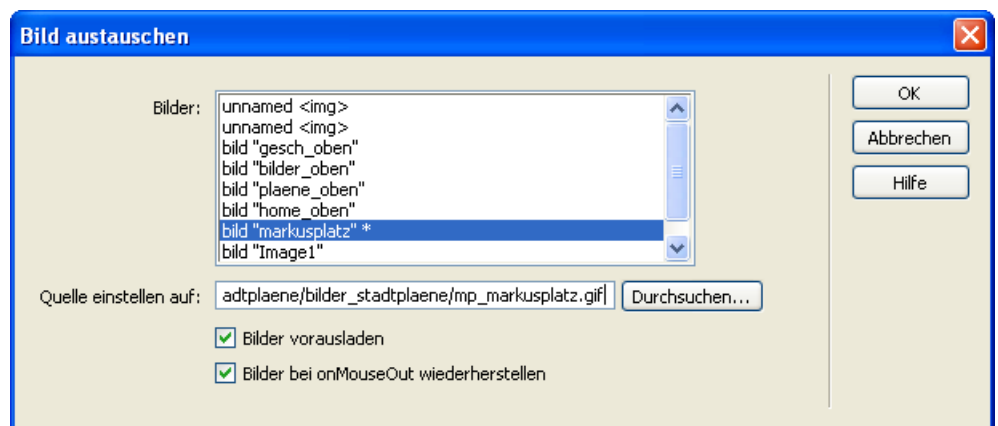 Bild austauschen
Bilder:
unnamed <img>
unnamed <img>
bild "gesch_oben"
bild "bilder_oben"
bild "plaene_oben"
bild "home_oben"
bild "markusplatz" *
bild "Image1"
Quelle einstellen auf: adtplaene/bilder_stadtplaene/mp_markusplatz.gif Durchsuchen...
Bilder vorausladen
Bilder bei onMouseOut wiederherstellen
OK
Abbrechen
Hilfe